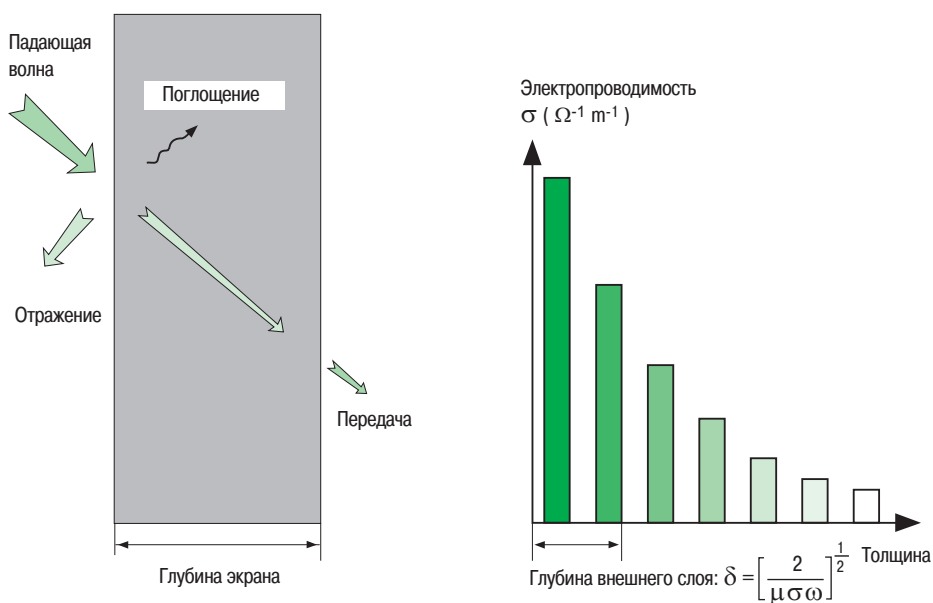 Падающая
волна
Поглощение
Отражение
Передача
Глубина экрана
Электропроводимость
σ ( Ω⁻¹ m⁻¹ )
Толщина
Глубина внешнего слоя: δ = [2 / μσω]^1/2